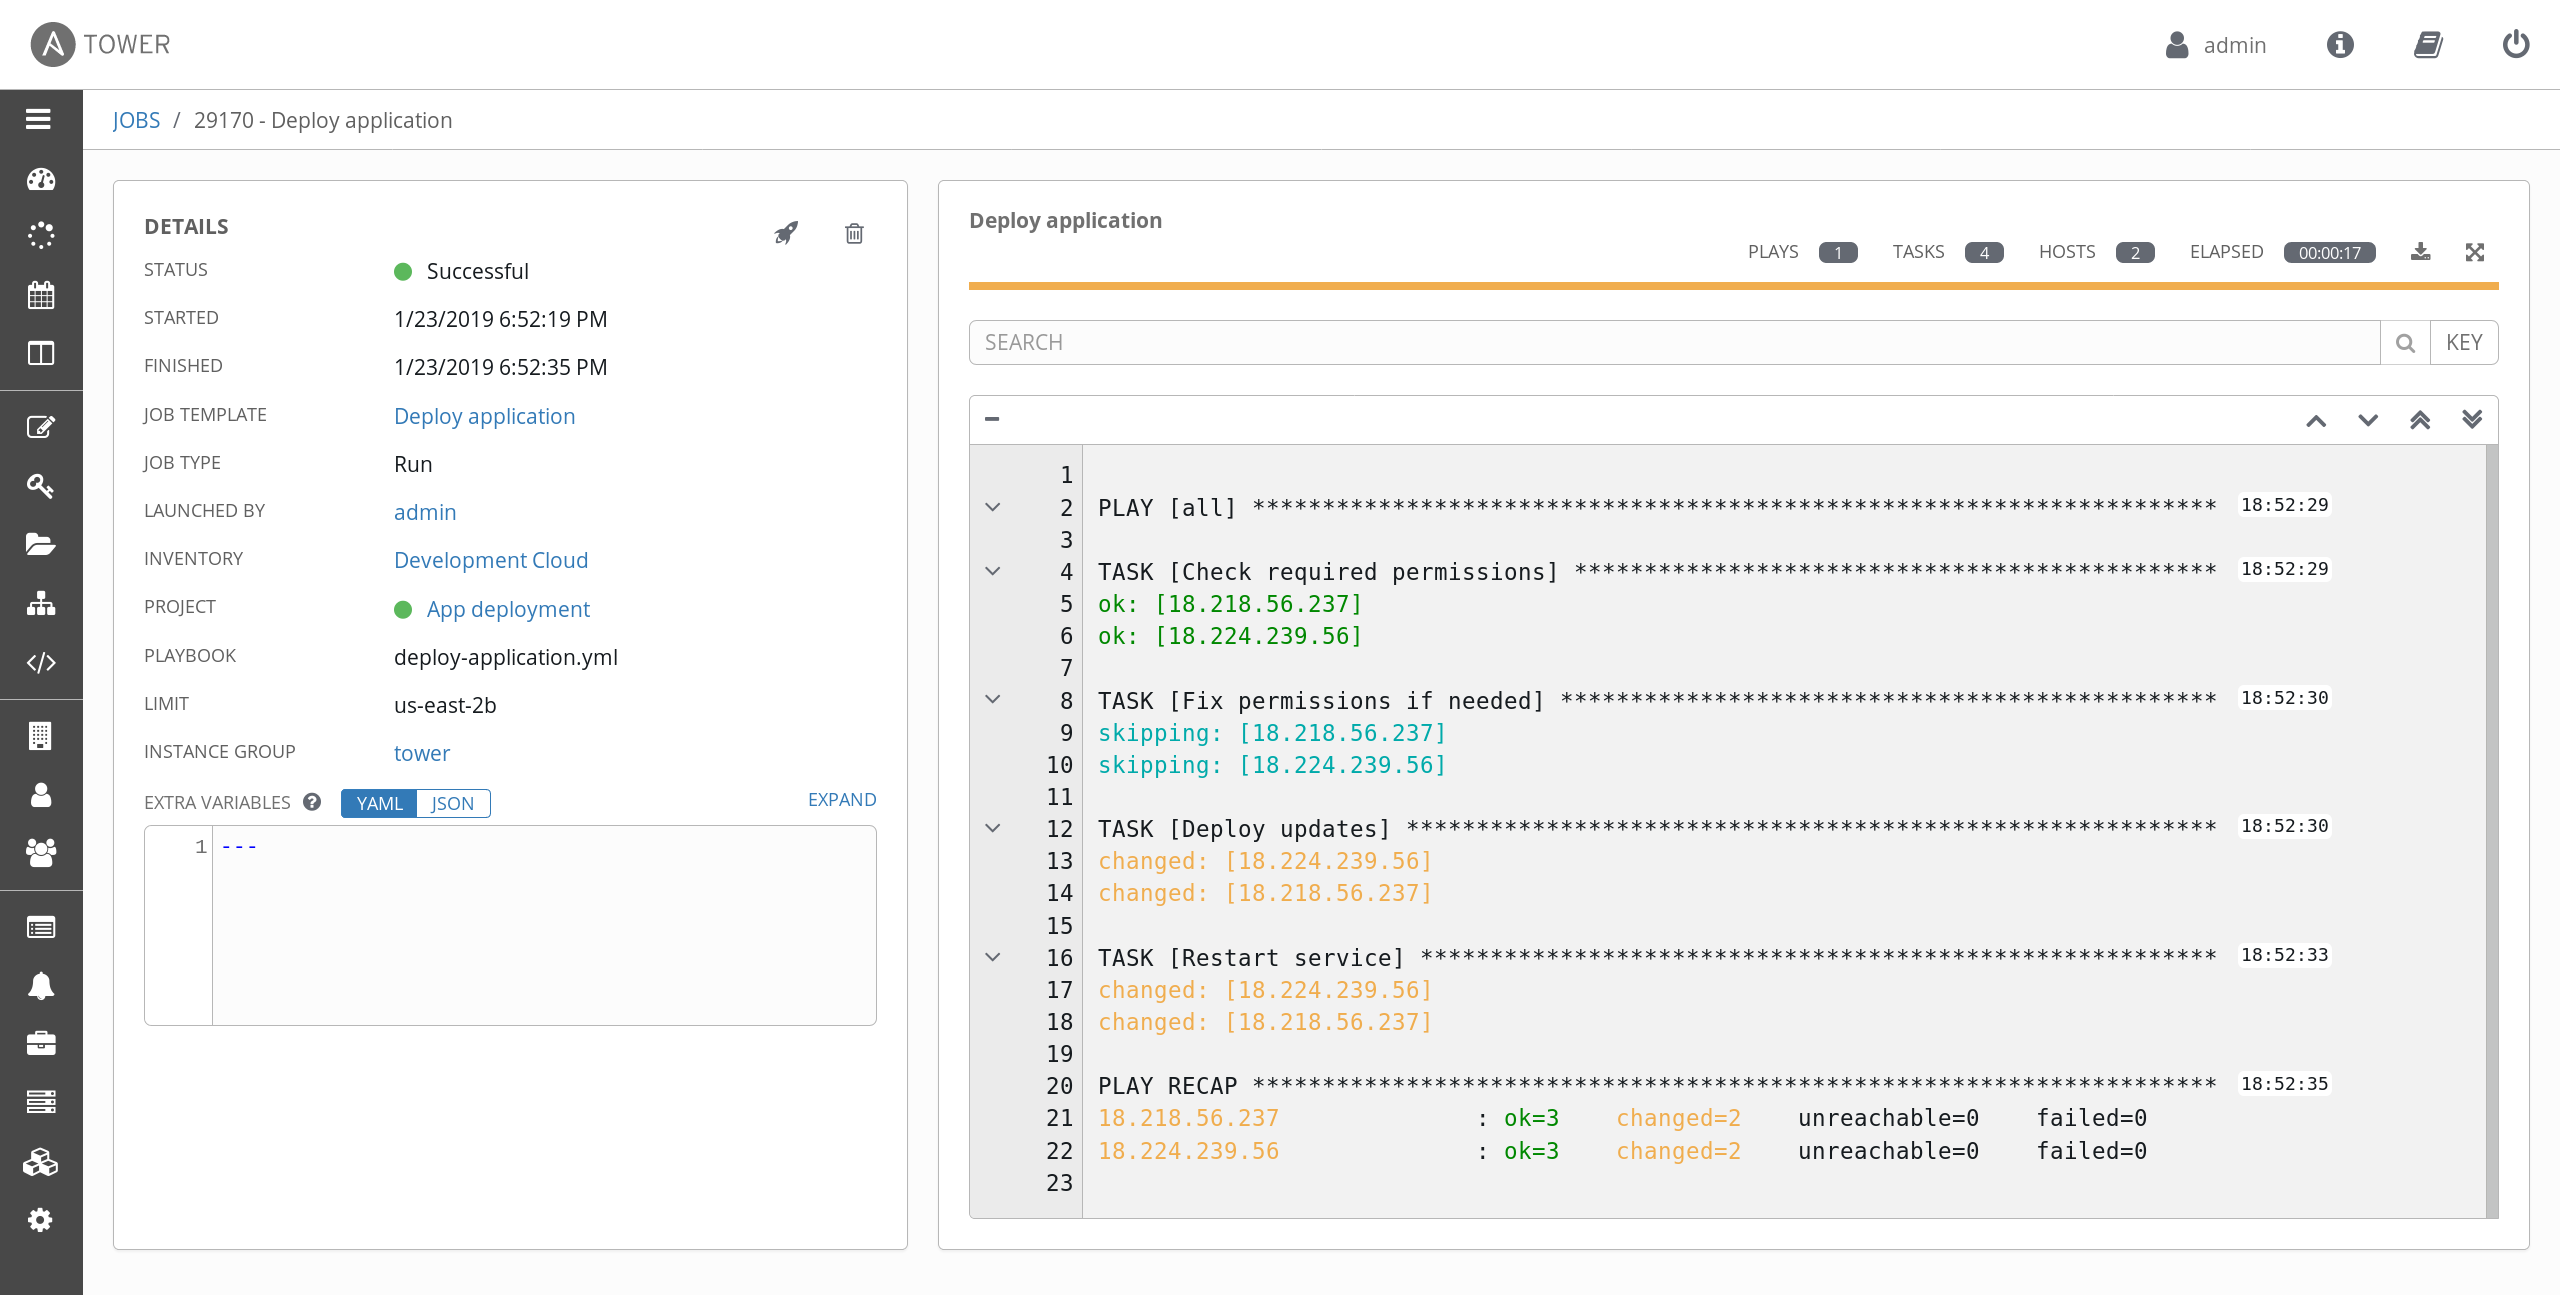 A TOWER
admin
JOBS / 29170 - Deploy application
DETAILS
STATUS Successful
STARTED 1/23/2019 6:52:19 PM
FINISHED 1/23/2019 6:52:35 PM
JOB TEMPLATE Deploy application
JOB TYPE Run
LAUNCHED BY admin
INVENTORY Development Cloud
PROJECT App deployment
PLAYBOOK deploy-application.yml
LIMIT us-east-2b
INSTANCE GROUP tower
EXTRA VARIABLES ? YAML JSON EXPAND
1 ---
Deploy application
PLAYS 1 TASKS 4 HOSTS 2 ELAPSED 00:00:17
SEARCH KEY
1
2 PLAY [all] ********************************************************************* 18:52:29
3
4 TASK [Check required permissions] ********************************************** 18:52:29
5 ok: [18.218.56.237]
6 ok: [18.224.239.56]
7
8 TASK [Fix permissions if needed] *********************************************** 18:52:30
9 skipping: [18.218.56.237]
10 skipping: [18.224.239.56]
11
12 TASK [Deploy updates] ********************************************************** 18:52:30
13 changed: [18.224.239.56]
14 changed: [18.218.56.237]
15
16 TASK [Restart service] ********************************************************* 18:52:33
17 changed: [18.224.239.56]
18 changed: [18.218.56.237]
19
20 PLAY RECAP ********************************************************************* 18:52:35
21 18.218.56.237 : ok=3 changed=2 unreachable=0 failed=0
22 18.224.239.56 : ok=3 changed=2 unreachable=0 failed=0
23